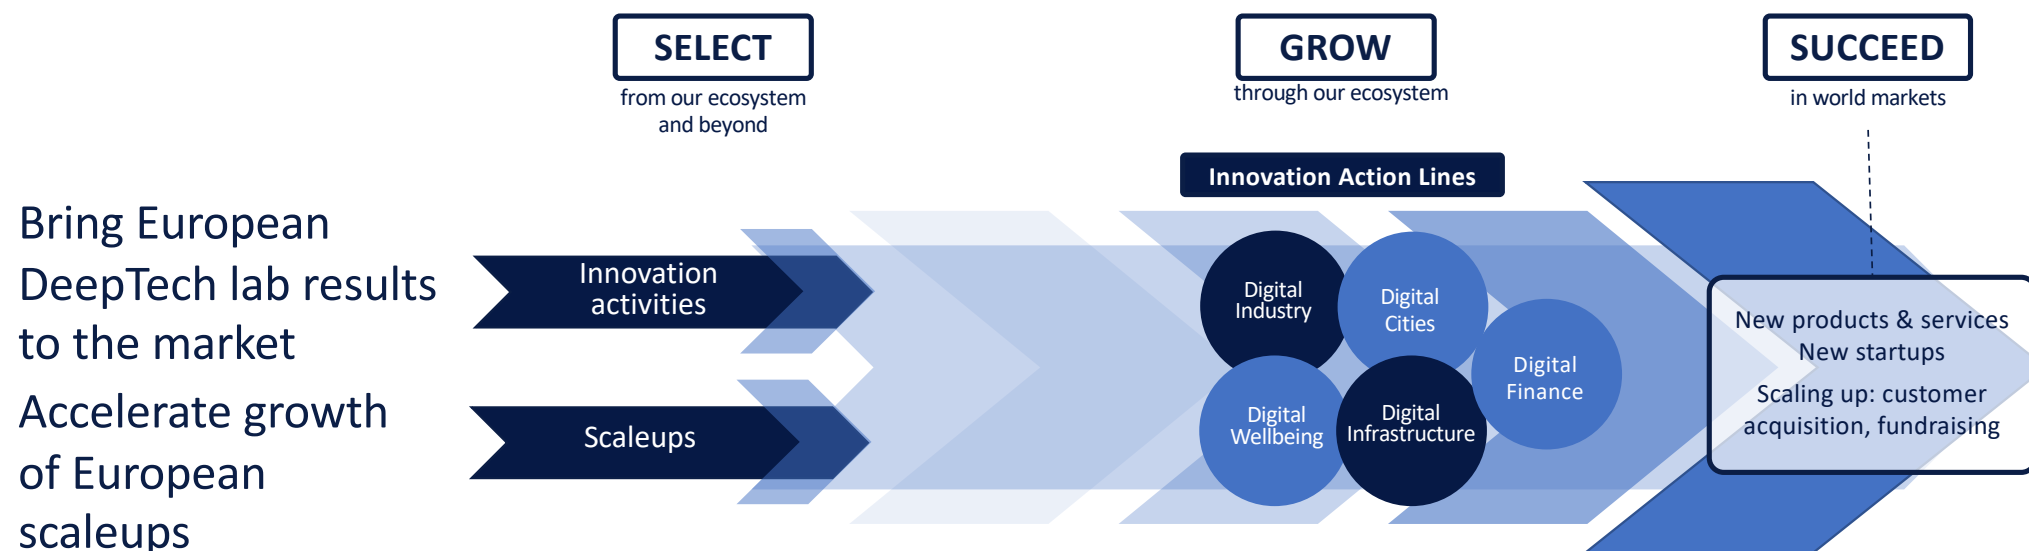 SELECT
from our ecosystem
and beyond
GROW
through our ecosystem
SUCCEED
in world markets
Innovation Action Lines
Bring European
DeepTech lab results
to the market
Accelerate growth
of European
scaleups
Innovation
activities
Scaleups
Digital
Industry
Digital
Cities
Digital
Finance
Digital
Wellbeing
Digital
Infrastructure
New products & services
New startups
Scaling up: customer
acquisition, fundraising